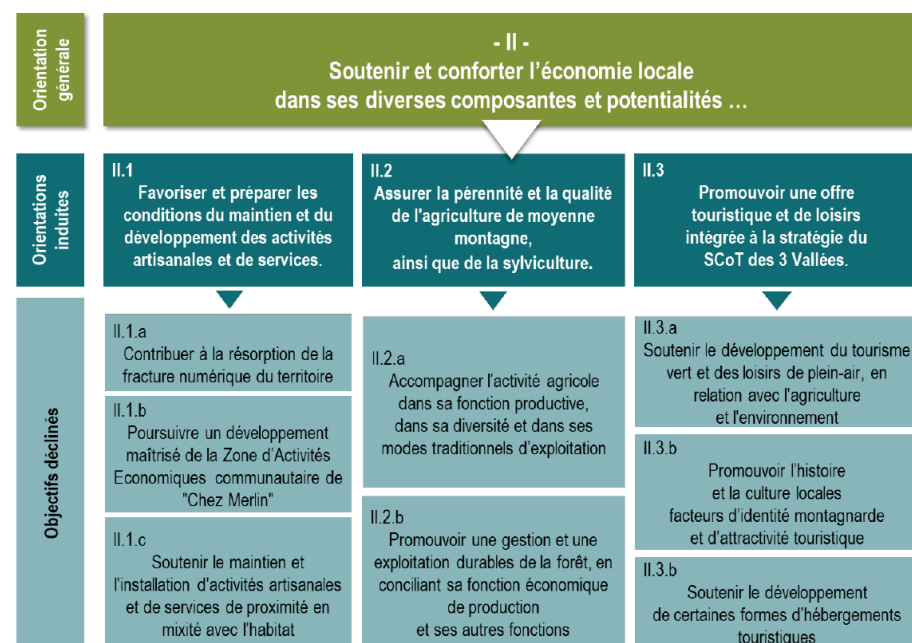 Orientation
générale
- II -
Soutenir et conforter l'économie locale
dans ses diverses composantes et potentialités …
Orientations
induites
II.1
Favoriser et préparer les
conditions du maintien et du
développement des activités
artisanales et de services.
II.2
Assurer la pérennité et la qualité
de l'agriculture de moyenne
montagne,
ainsi que de la sylviculture.
II.3
Promouvoir une offre
touristique et de loisirs
intégrée à la stratégie du
SCoT des 3 Vallées.
Objectifs déclinés
II.1.a
Contribuer à la résorption de la
fracture numérique du territoire
II.1.b
Poursuivre un développement
maîtrisé de la Zone d'Activités
Economiques communautaire de
"Chez Merlin"
II.1.c
Soutenir le maintien et
l'installation d'activités artisanales
et de services de proximité en
mixité avec l'habitat
II.2.a
Accompagner l'activité agricole
dans sa fonction productive,
dans sa diversité et dans ses
modes traditionnels d'exploitation
II.2.b
Promouvoir une gestion et une
exploitation durables de la forêt, en
conciliant sa fonction économique
de production
et ses autres fonctions
II.3.a
Soutenir le développement du tourisme
vert et des loisirs de plein-air, en
relation avec l'agriculture
et l'environnement
II.3.b
Promouvoir l'histoire
et la culture locales
facteurs d'identité montagnarde
et d'attractivité touristique
II.3.b
Soutenir le développement
de certaines formes d'hébergements
touristiques